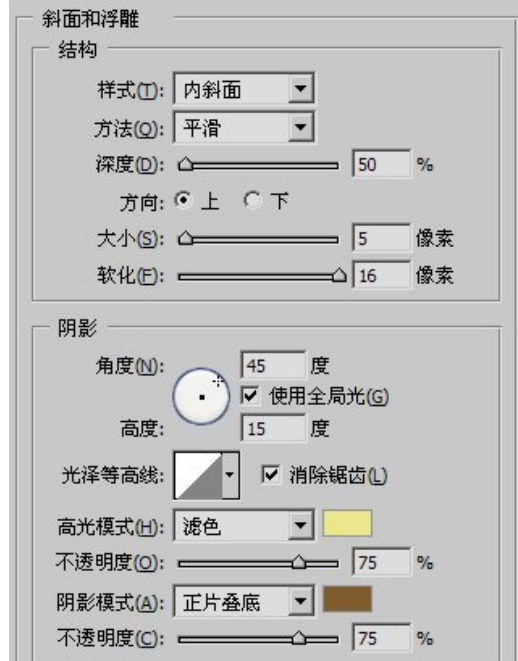 斜面和浮雕
结构
样式(T): 内斜面
方法(Q): 平滑
深度(D): 50 %
方向: 上 下
大小(S): 5 像素
软化(F): 16 像素
阴影
角度(N): 45 度
使用全局光(G)
高度: 15 度
光泽等高线: 消除锯齿(L)
高光模式(H): 滤色
不透明度(O): 75 %
阴影模式(A): 正片叠底
不透明度(C): 75 %